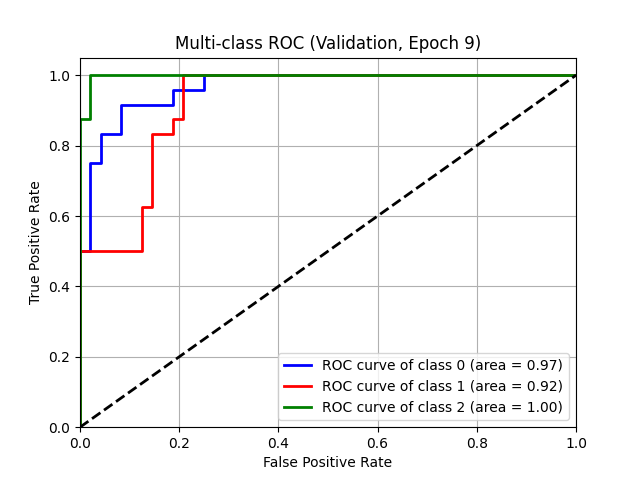 Multi-class ROC (Validation, Epoch 9)
1.0
0.8
0.6
0.4
0.2
0.0
True Positive Rate
ROC curve of class 0 (area = 0.97)
ROC curve of class 1 (area = 0.92)
ROC curve of class 2 (area = 1.00)
0.0 0.2 0.4 0.6 0.8 1.0
False Positive Rate